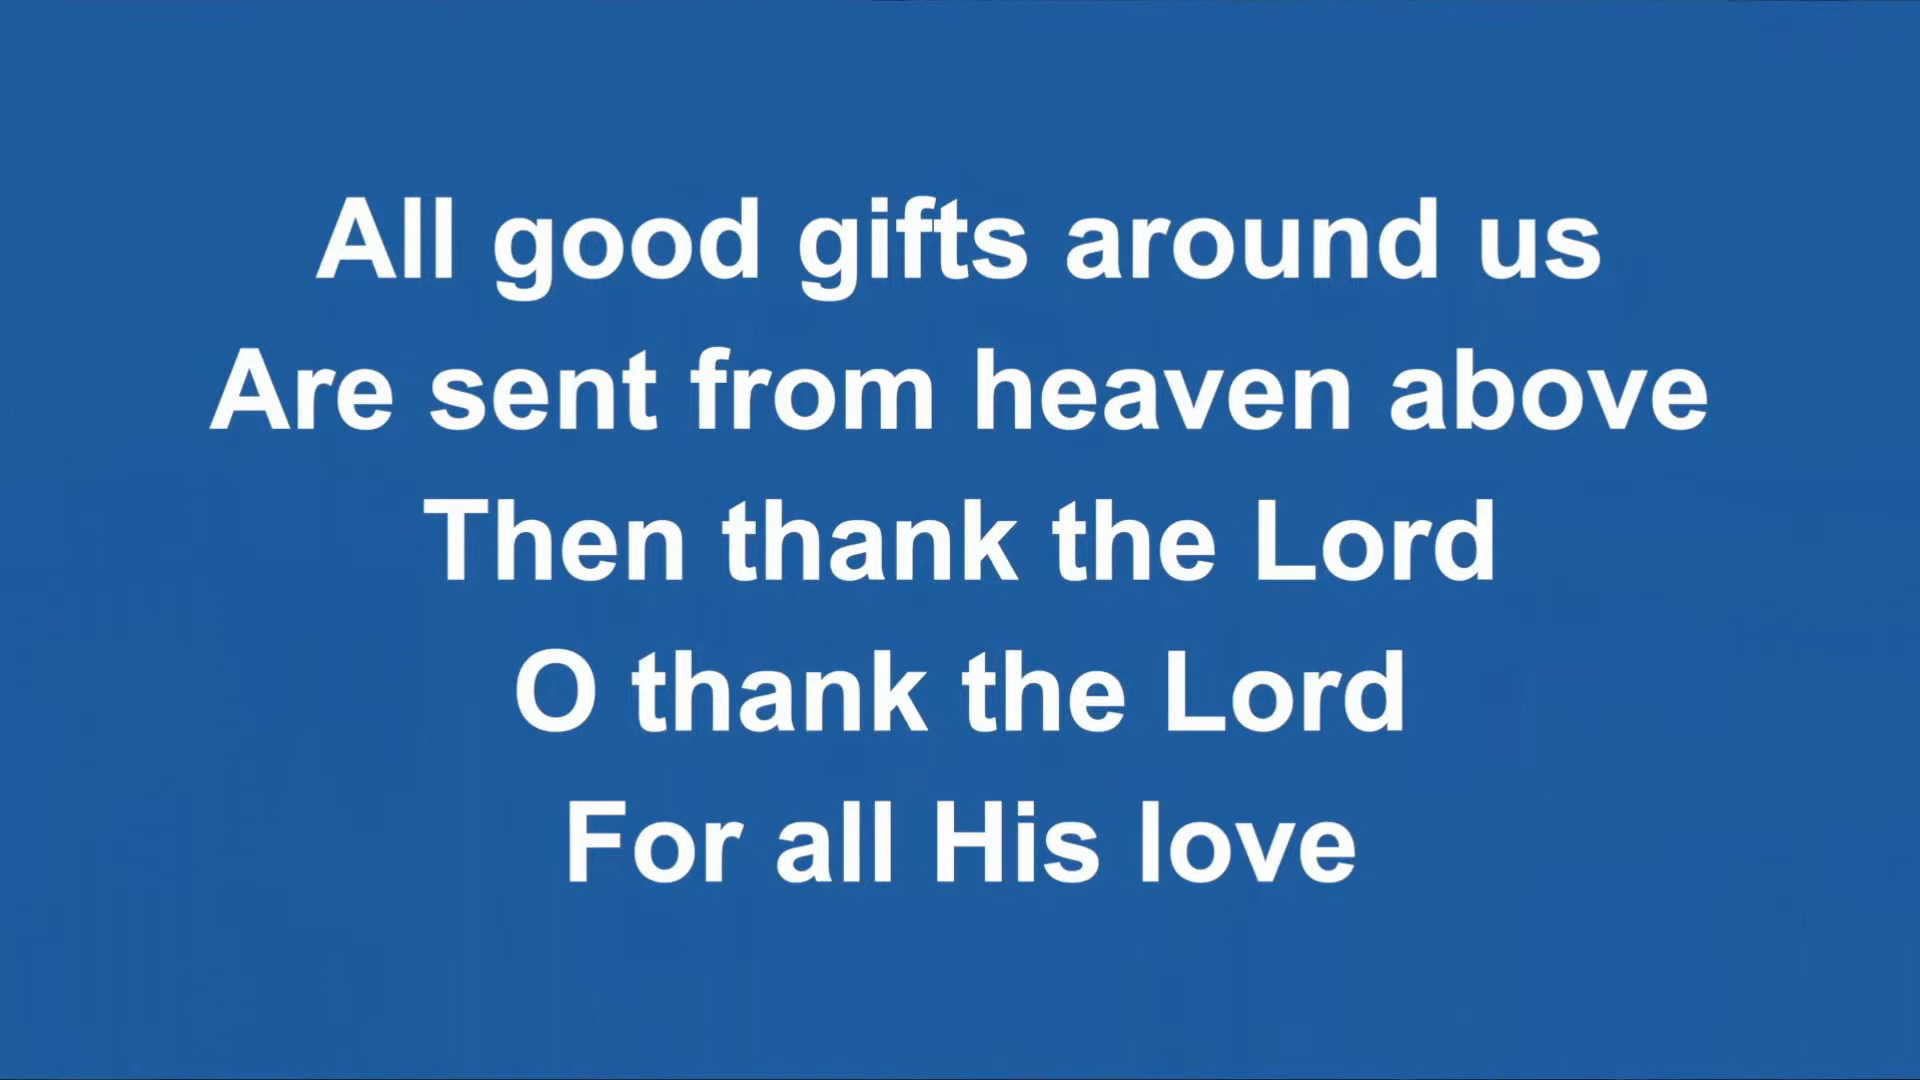 All good gifts around us
Are sent from heaven above
Then thank the Lord
O thank the Lord
For all His love